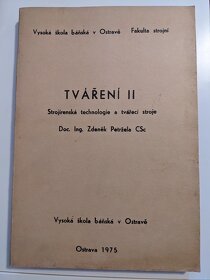 Vysoká škola báňská v Ostravě Fakulta strojní
TVÁŘENÍ II
Strojírenská technologie a tvářecí stroje
Doc. Ing. Zdeněk Petržela CSc
Vysoká škola báňská v Ostravě
Ostrava 1975